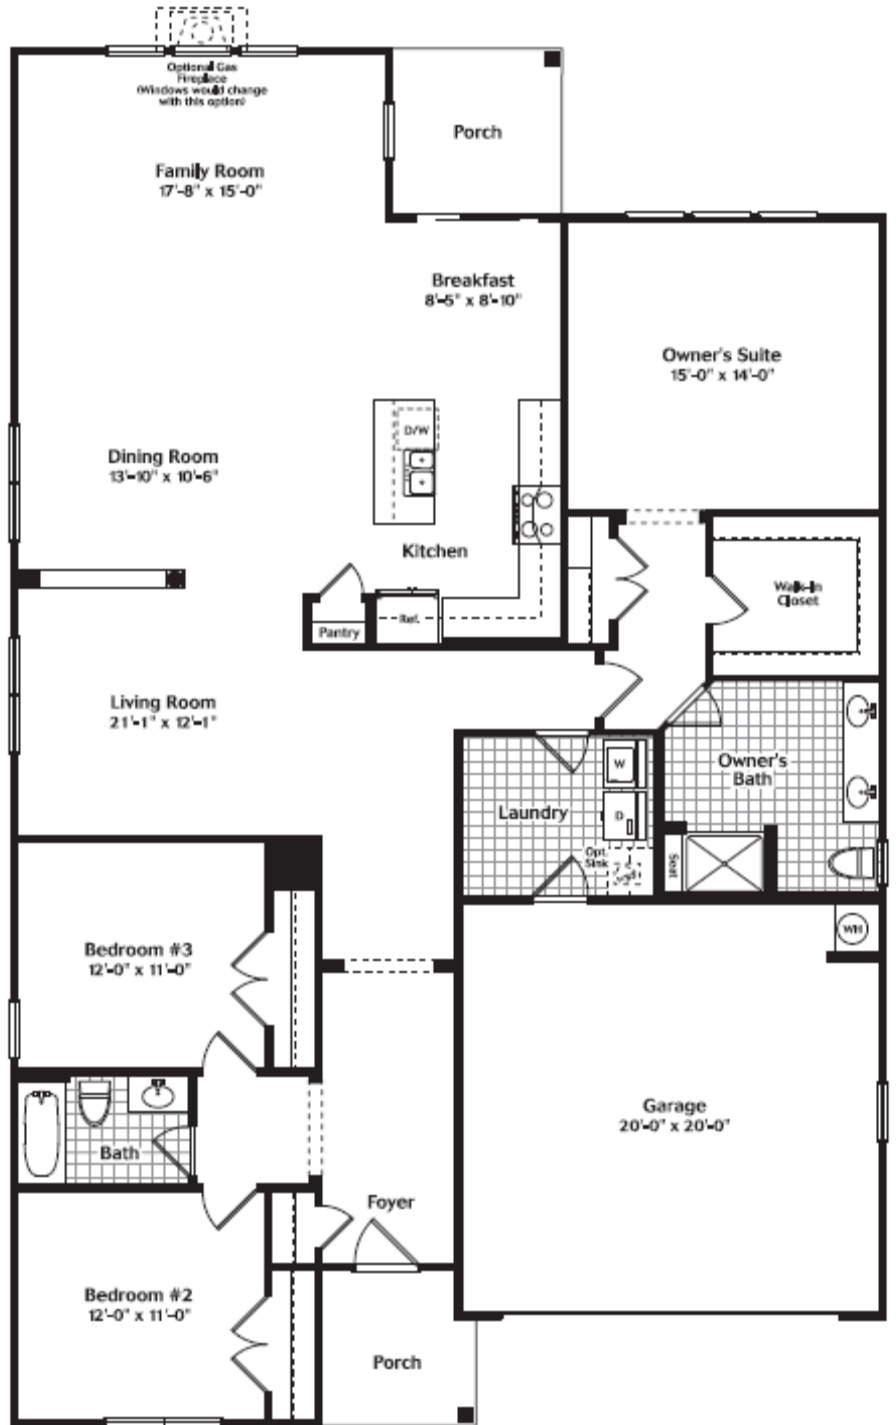 Optional Gas
Fireplace
(Windows would change
with this option)
Porch
Family Room
17'-8" x 15'-0"
Breakfast
8'-5" x 8'-10"
Owner's Suite
15'-0" x 14'-0"
D/W
Dining Room
13'-10" x 10'-6"
Kitchen
Walk-In
Closet
Pantry
Ref.
Living Room
21'-1" x 12'-1"
W
Owner's
Bath
Laundry
D
Opt.
Sink
Seat
WH
Bedroom #3
12'-0" x 11'-0"
Garage
20'-0" x 20'-0"
Bath
Foyer
Bedroom #2
12'-0" x 11'-0"
Porch